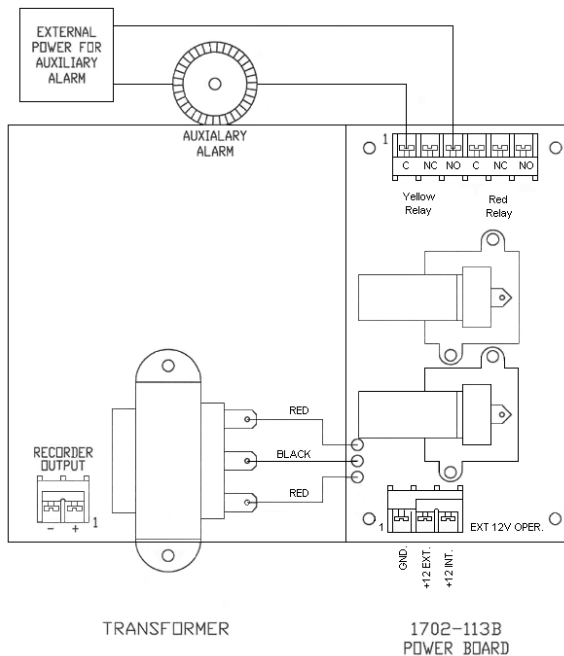 EXTERNAL
POWER FOR
AUXILIARY
ALARM
AUXIALARY
ALARM
1
C NC NO C NC NO
Yellow
Relay
Red
Relay
RED
BLACK
RED
RECORDER
OUTPUT
- +
1
1
EXT 12V OPER.
GND.
+12 EXT.
+12 INT.
TRANSFORMER
1702-113B
POWER BOARD